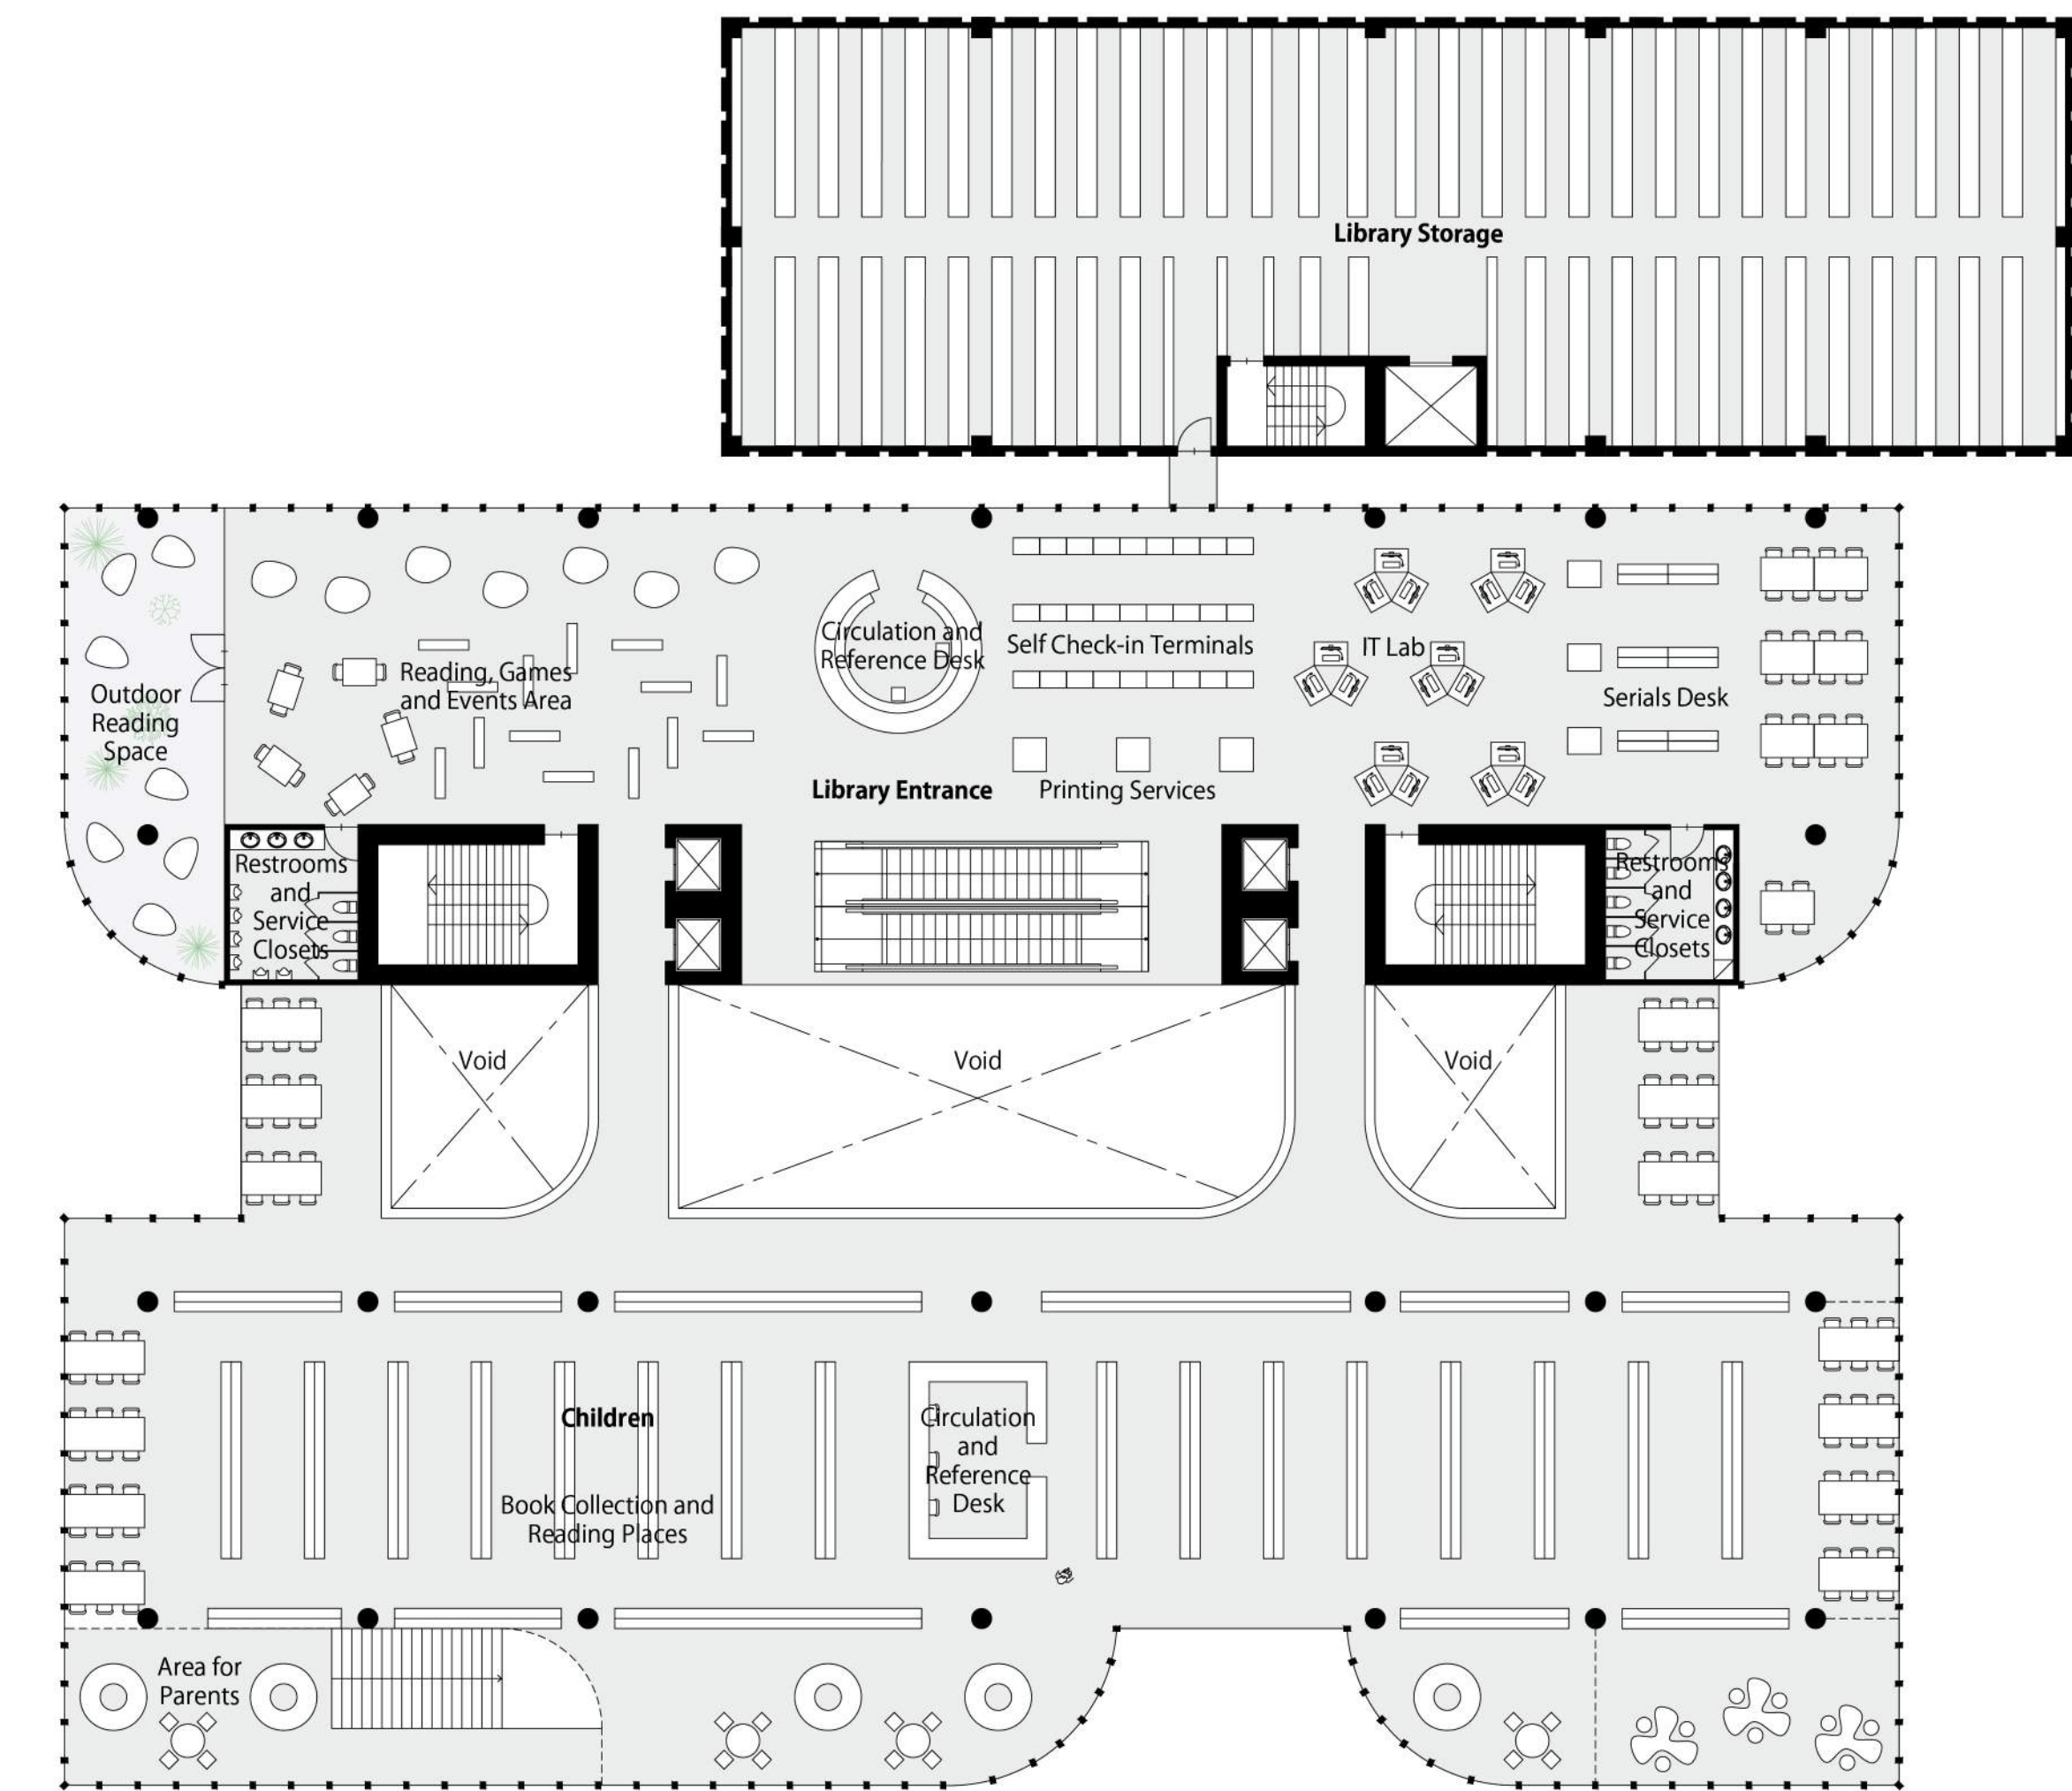 Library Storage
Circulation and
Reference Desk
Self Check-in Terminals
IT Lab
Reading, Games
and Events Area
Outdoor
Reading
Space
Serials Desk
Library Entrance
Printing Services
Restrooms
and
Service
Closets
Restrooms
and
Service
Closets
Void
Void
Void
Children
Book Collection and
Reading Places
Circulation
and
Reference
Desk
Area for
Parents